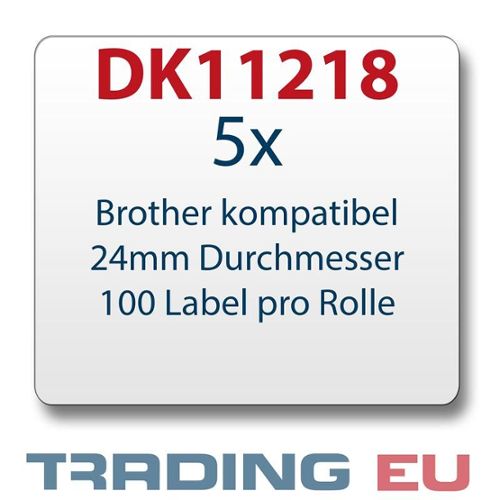 DK11218
5x
Brother kompatibel
24mm Durchmesser
100 Label pro Rolle
TRADING EU